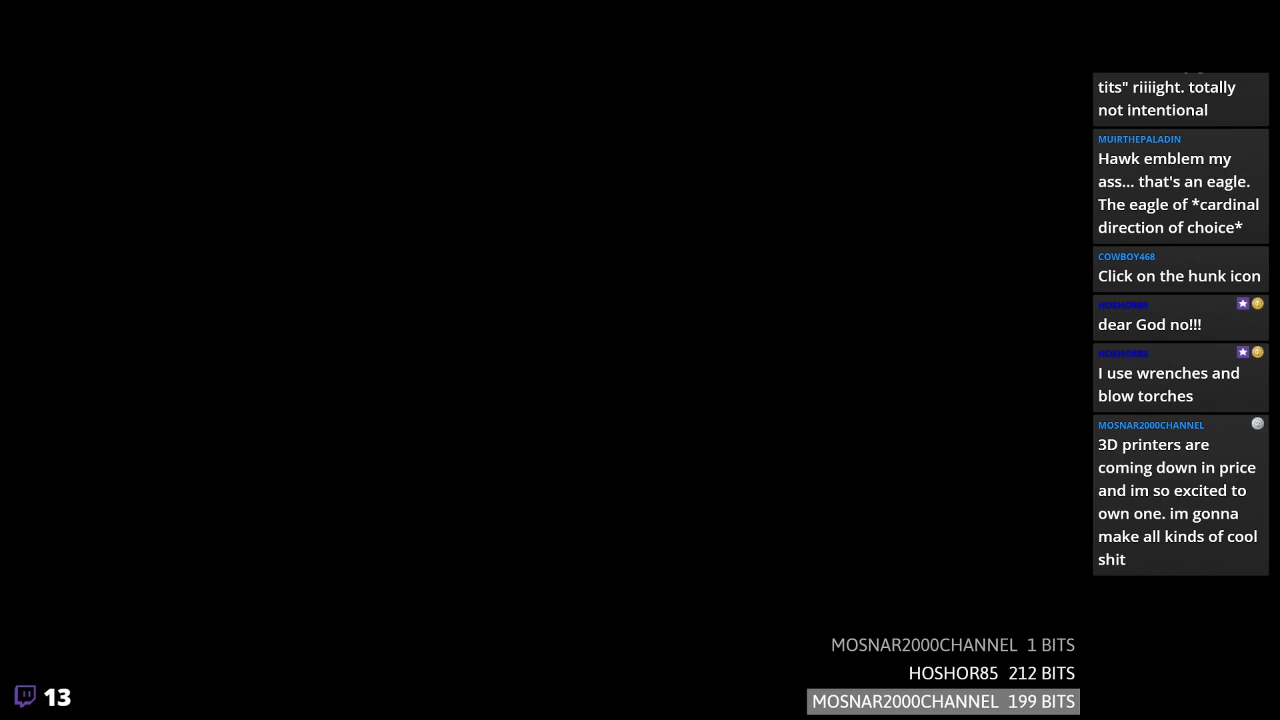 tits" riiiight. totally
not intentional
MUIRTHEPALADIN
Hawk emblem my
ass... that's an eagle.
The eagle of *cardinal
direction of choice*
COWBOY468
Click on the hunk icon
HOSHOR85
dear God no!!!
HOSHOR85
I use wrenches and
blow torches
MOSNAR2000CHANNEL
3D printers are
coming down in price
and im so excited to
own one. im gonna
make all kinds of cool
shit
MOSNAR2000CHANNEL 1 BITS
HOSHOR85 212 BITS
MOSNAR2000CHANNEL 199 BITS
13